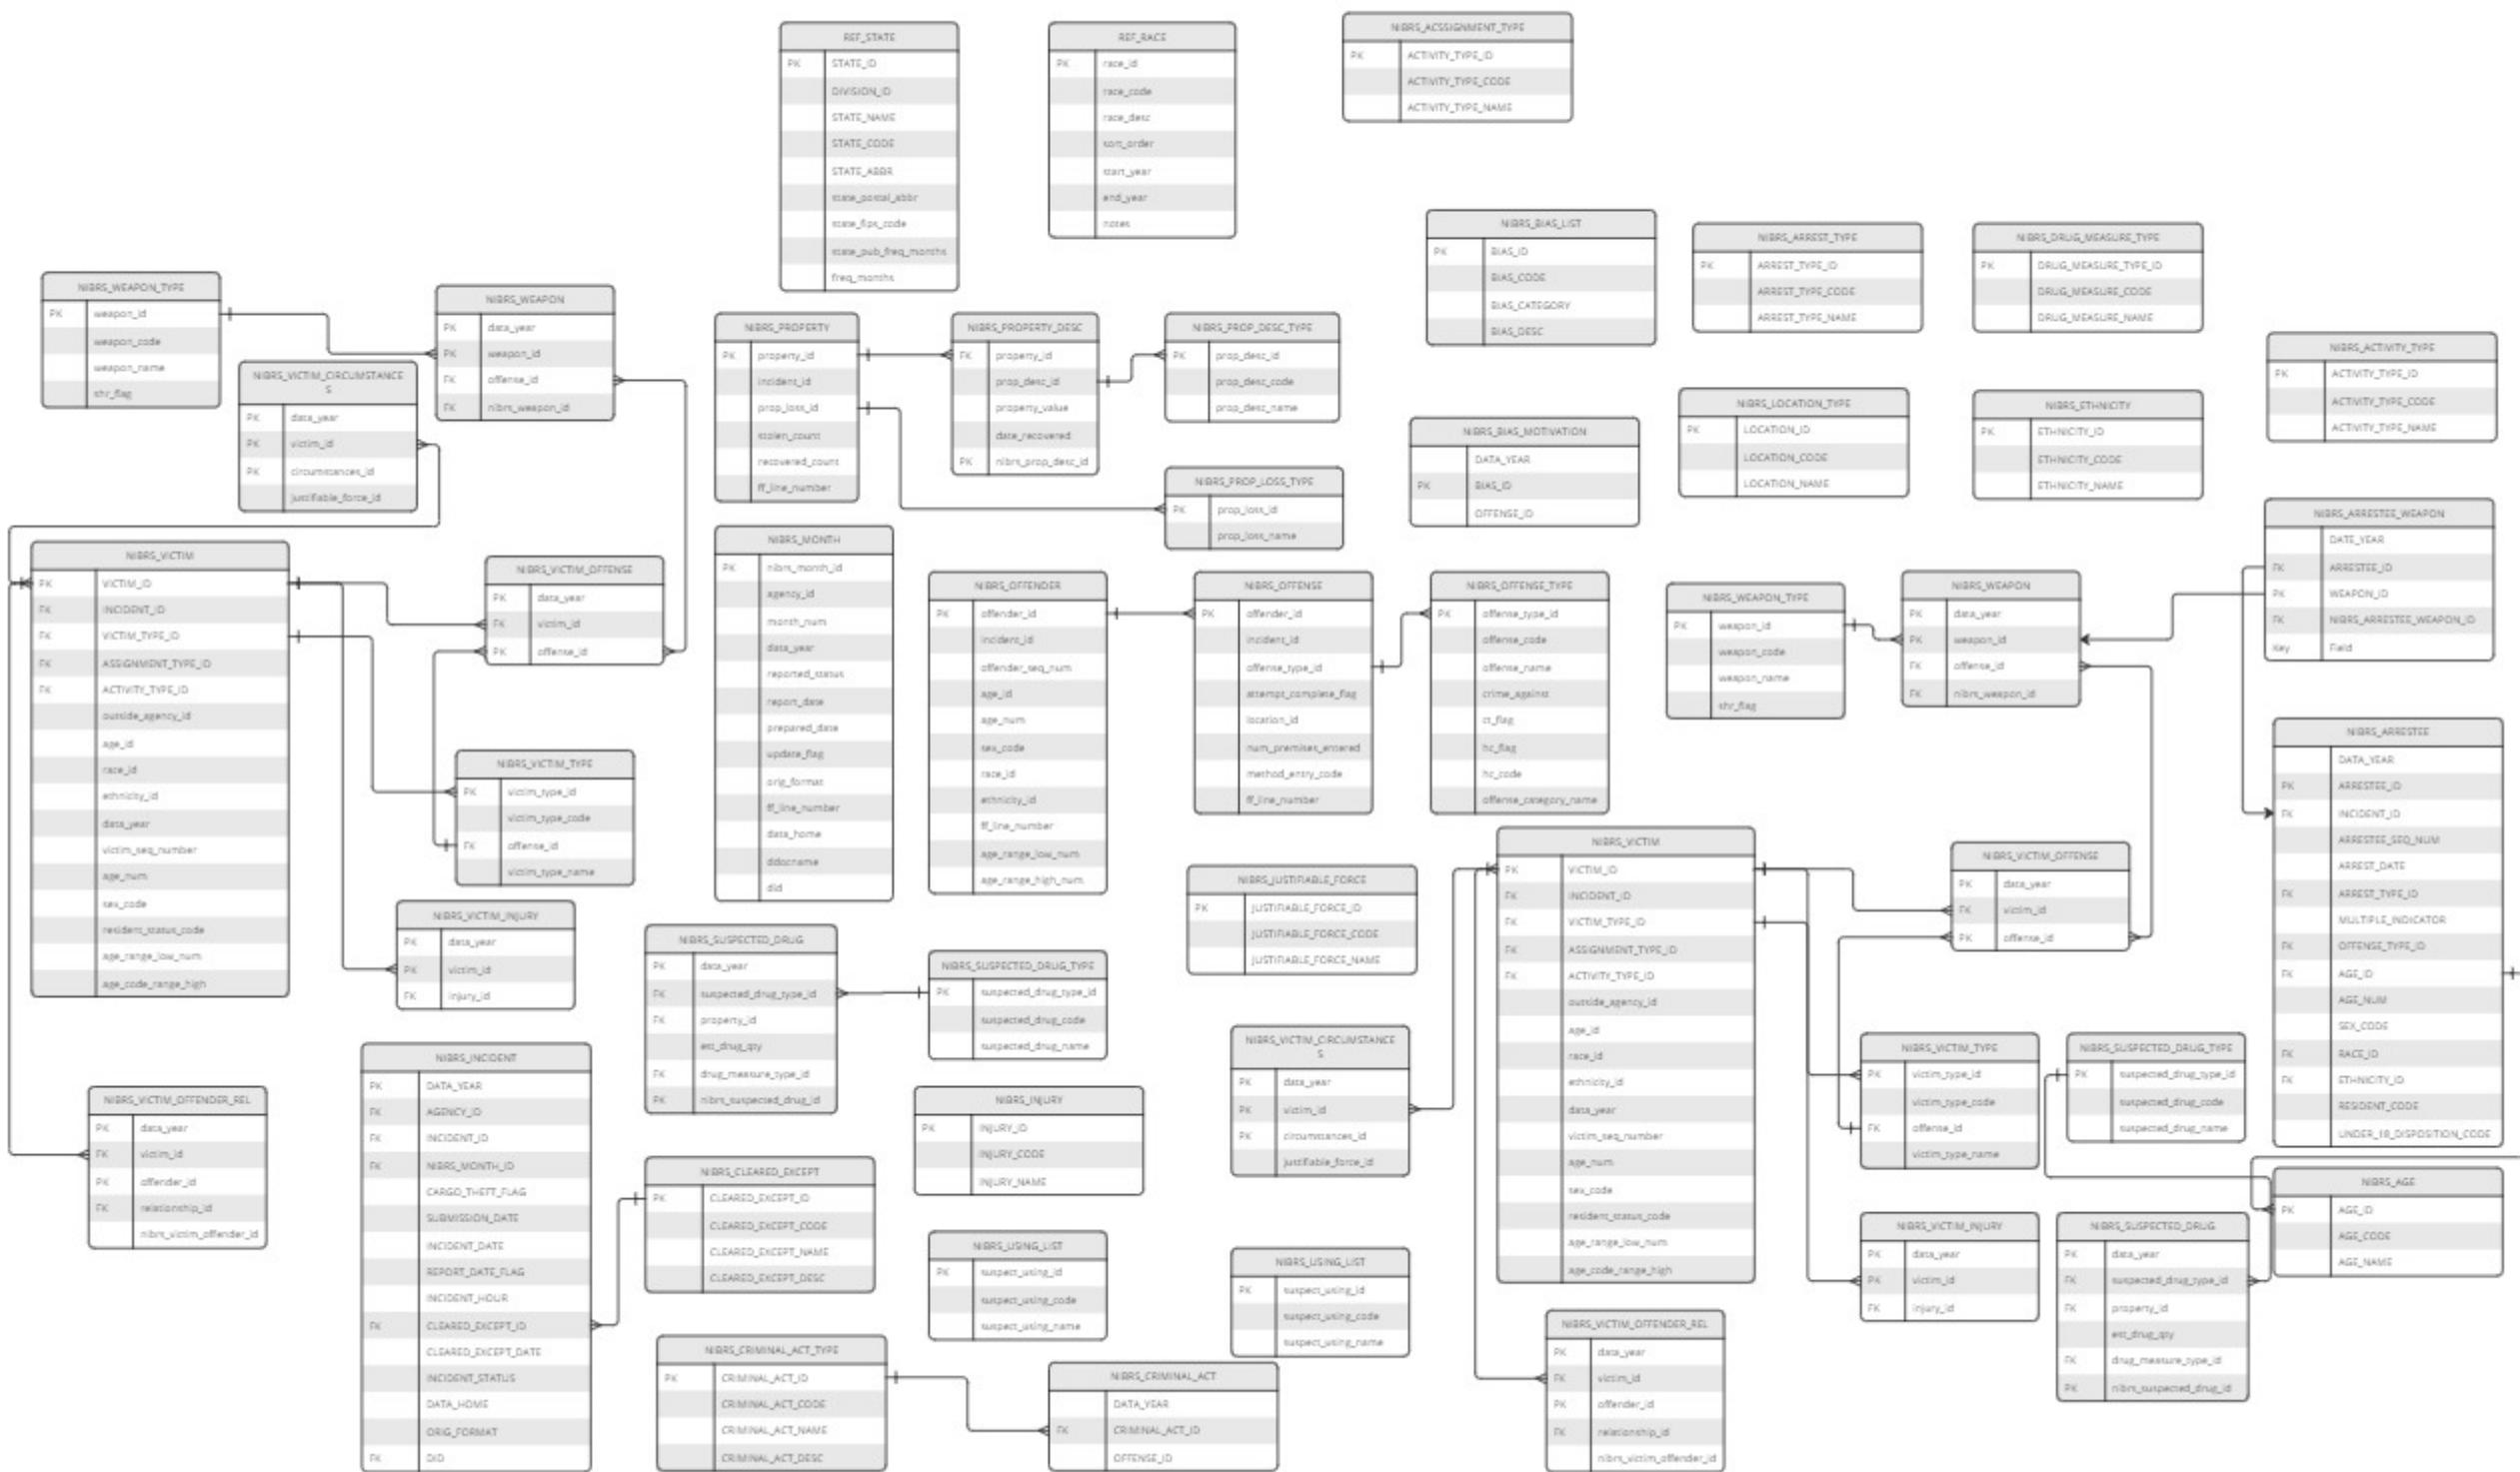 REF_STATE
PK STATE_ID
DIVISION_ID
STATE_NAME
STATE_CODE
STATE_ABBR
state_postal_abbr
state_fips_code
state_pub_freq_months
freq_months
REF_RACE
PK race_id
race_code
race_desc
sort_order
start_year
end_year
notes
NIBRS_ACSSIGNMENT_TYPE
PK ACTIVITY_TYPE_ID
ACTIVITY_TYPE_CODE
ACTIVITY_TYPE_NAME
NIBRS_WEAPON_TYPE
PK weapon_id
weapon_code
weapon_name
shr_flag
NIBRS_WEAPON
PK data_year
PK weapon_id
FK offense_id
FK nibrs_weapon_id
NIBRS_VICTIM_CIRCUMSTANCE
S
PK data_year
PK victim_id
PK circumstances_id
justifiable_force_id
NIBRS_PROPERTY
PK property_id
incident_id
prop_loss_id
stolen_count
recovered_count
ff_line_number
NIBRS_PROPERTY_DESC
FK property_id
prop_desc_id
property_value
date_recovered
PK nibrs_prop_desc_id
NIBRS_PROP_DESC_TYPE
PK prop_desc_id
prop_desc_code
prop_desc_name
NIBRS_PROP_LOSS_TYPE
PK prop_loss_id
prop_loss_name
NIBRS_BIAS_LIST
PK BIAS_ID
BIAS_CODE
BIAS_CATEGORY
BIAS_DESC
NIBRS_ARREST_TYPE
PK ARREST_TYPE_ID
ARREST_TYPE_CODE
ARREST_TYPE_NAME
NIBRS_DRUG_MEASURE_TYPE
PK DRUG_MEASURE_TYPE_ID
DRUG_MEASURE_CODE
DRUG_MEASURE_NAME
NIBRS_ACTIVITY_TYPE
PK ACTIVITY_TYPE_ID
ACTIVITY_TYPE_CODE
ACTIVITY_TYPE_NAME
NIBRS_BIAS_MOTIVATION
DATA_YEAR
PK BIAS_ID
OFFENSE_ID
NIBRS_LOCATION_TYPE
PK LOCATION_ID
LOCATION_CODE
LOCATION_NAME
NIBRS_ETHNICITY
PK ETHNICITY_ID
ETHNICITY_CODE
ETHNICITY_NAME
NIBRS_ARRESTEE_WEAPON
DATE_YEAR
FK ARRESTEE_ID
PK WEAPON_ID
FK NIBRS_ARRESTEE_WEAPON_ID
Key Field
NIBRS_VICTIM
PK VICTIM_ID
FK INCIDENT_ID
FK VICTIM_TYPE_ID
FK ASSIGNMENT_TYPE_ID
FK ACTIVITY_TYPE_ID
outside_agency_id
age_id
race_id
ethnicity_id
data_year
victim_seq_number
age_num
sex_code
resident_status_code
age_range_low_num
age_code_range_high
NIBRS_VICTIM_OFFENSE
PK data_year
FK victim_id
PK offense_id
NIBRS_VICTIM_TYPE
PK victim_type_id
victim_type_code
FK offense_id
victim_type_name
NIBRS_VICTIM_INJURY
PK data_year
PK victim_id
FK injury_id
NIBRS_MONTH
PK nibrs_month_id
agency_id
month_num
data_year
reported_status
report_date
prepared_date
update_flag
orig_format
ff_line_number
data_home
ddocname
did
NIBRS_OFFENDER
PK offender_id
incident_id
offender_seq_num
age_id
age_num
sex_code
race_id
ethnicity_id
ff_line_number
age_range_low_num
age_range_high_num
NIBRS_OFFENSE
PK offender_id
incident_id
offense_type_id
attempt_complete_flag
location_id
num_premises_entered
method_entry_code
ff_line_number
NIBRS_OFFENSE_TYPE
PK offense_type_id
offense_code
offense_name
crime_against
ct_flag
hc_flag
hc_code
offense_category_name
NIBRS_WEAPON_TYPE
PK weapon_id
weapon_code
weapon_name
shr_flag
NIBRS_WEAPON
PK data_year
PK weapon_id
FK offense_id
FK nibrs_weapon_id
NIBRS_ARRESTEE
DATA_YEAR
PK ARRESTEE_ID
FK INCIDENT_ID
ARRESTEE_SEQ_NUM
ARREST_DATE
FK ARREST_TYPE_ID
MULTIPLE_INDICATOR
FK OFFENSE_TYPE_ID
FK AGE_ID
AGE_NUM
SEX_CODE
FK RACE_ID
FK ETHNICITY_ID
RESIDENT_CODE
UNDER_18_DISPOSITION_CODE
NIBRS_JUSTIFIABLE_FORCE
PK JUSTIFIABLE_FORCE_ID
JUSTIFIABLE_FORCE_CODE
JUSTIFIABLE_FORCE_NAME
NIBRS_VICTIM
PK VICTIM_ID
FK INCIDENT_ID
FK VICTIM_TYPE_ID
FK ASSIGNMENT_TYPE_ID
FK ACTIVITY_TYPE_ID
outside_agency_id
age_id
race_id
ethnicity_id
data_year
victim_seq_number
age_num
sex_code
resident_status_code
age_range_low_num
age_code_range_high
NIBRS_VICTIM_OFFENSE
PK data_year
FK victim_id
PK offense_id
NIBRS_SUSPECTED_DRUG
PK data_year
FK suspected_drug_type_id
FK property_id
est_drug_qty
FK drug_measure_type_id
PK nibrs_suspected_drug_id
NIBRS_SUSPECTED_DRUG_TYPE
PK suspected_drug_type_id
suspected_drug_code
suspected_drug_name
NIBRS_VICTIM_CIRCUMSTANCE
S
PK data_year
PK victim_id
PK circumstances_id
justifiable_force_id
NIBRS_VICTIM_TYPE
PK victim_type_id
victim_type_code
FK offense_id
victim_type_name
NIBRS_SUSPECTED_DRUG_TYPE
PK suspected_drug_type_id
suspected_drug_code
suspected_drug_name
NIBRS_VICTIM_OFFENDER_REL
PK data_year
FK victim_id
PK offender_id
FK relationship_id
nibrs_victim_offender_id
NIBRS_INCIDENT
PK DATA_YEAR
FK AGENCY_ID
FK INCIDENT_ID
FK NIBRS_MONTH_ID
CARGO_THEFT_FLAG
SUBMISSION_DATE
INCIDENT_DATE
REPORT_DATE_FLAG
INCIDENT_HOUR
FK CLEARED_EXCEPT_ID
CLEARED_EXCEPT_DATE
INCIDENT_STATUS
DATA_HOME
ORIG_FORMAT
FK DID
NIBRS_INJURY
PK INJURY_ID
INJURY_CODE
INJURY_NAME
NIBRS_CLEARED_EXCEPT
PK CLEARED_EXCEPT_ID
CLEARED_EXCEPT_CODE
CLEARED_EXCEPT_NAME
CLEARED_EXCEPT_DESC
NIBRS_USING_LIST
PK suspect_using_id
suspect_using_code
suspect_using_name
NIBRS_USING_LIST
PK suspect_using_id
suspect_using_code
suspect_using_name
NIBRS_AGE
PK AGE_ID
AGE_CODE
AGE_NAME
NIBRS_VICTIM_INJURY
PK data_year
PK victim_id
FK injury_id
NIBRS_SUSPECTED_DRUG
PK data_year
FK suspected_drug_type_id
FK property_id
est_drug_qty
FK drug_measure_type_id
PK nibrs_suspected_drug_id
NIBRS_CRIMINAL_ACT_TYPE
PK CRIMINAL_ACT_ID
CRIMINAL_ACT_CODE
CRIMINAL_ACT_NAME
CRIMINAL_ACT_DESC
NIBRS_CRIMINAL_ACT
DATA_YEAR
FK CRIMINAL_ACT_ID
OFFENSE_ID
NIBRS_VICTIM_OFFENDER_REL
PK data_year
FK victim_id
PK offender_id
FK relationship_id
nibrs_victim_offender_id